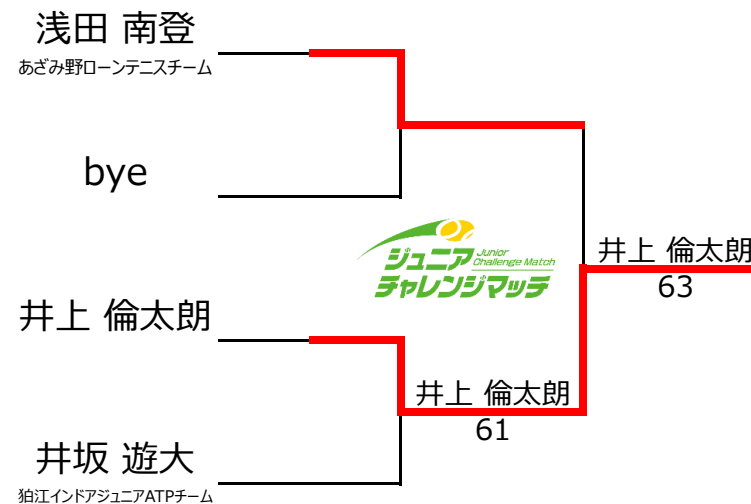 浅田 南登
あざみ野ローンテニスチーム
bye
ジュニア Junior Challenge Match
チャレンジマッチ
井上 倫太朗
63
井上 倫太朗
井上 倫太朗
61
井坂 遊大
狛江インドアジュニアATPチーム